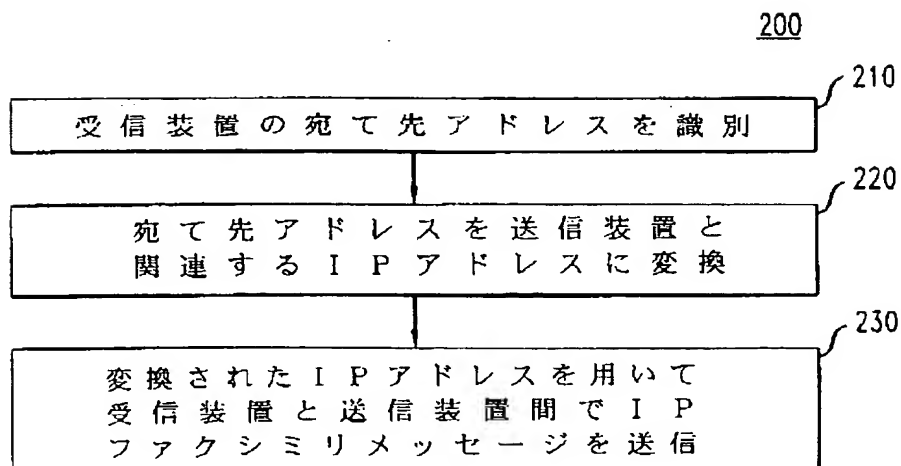 200
210
受信装置の宛て先アドレスを識別
220
宛て先アドレスを送信装置と
関連するIPアドレスに変換
230
変換されたIPアドレスを用いて
受信装置と送信装置間でIP
ファクシミリメッセージを送信